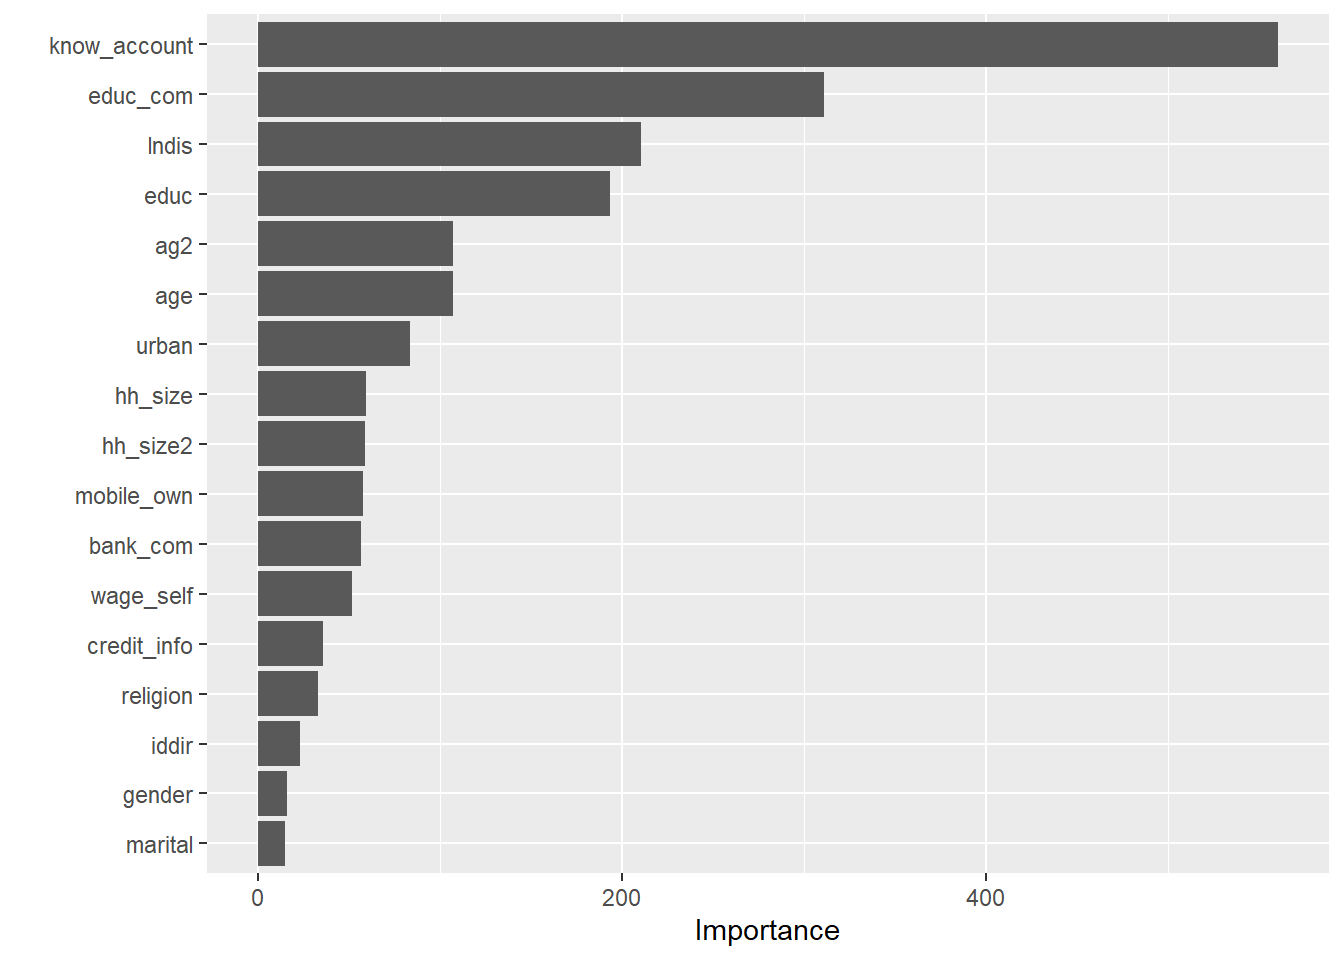 know_account
educ_com
lndis
educ
ag2
age
urban
hh_size
hh_size2
mobile_own
bank_com
wage_self
credit_info
religion
iddir
gender
marital
0 200 400
Importance